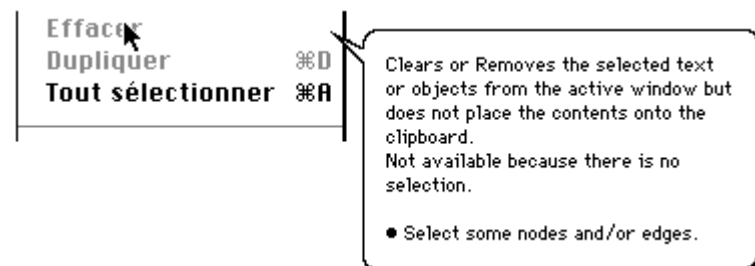 Effacer
Dupliquer ⌘D
Tout sélectionner ⌘A
Clears or Removes the selected text
or objects from the active window but
does not place the contents onto the
clipboard.
Not available because there is no
selection.
● Select some nodes and/or edges.